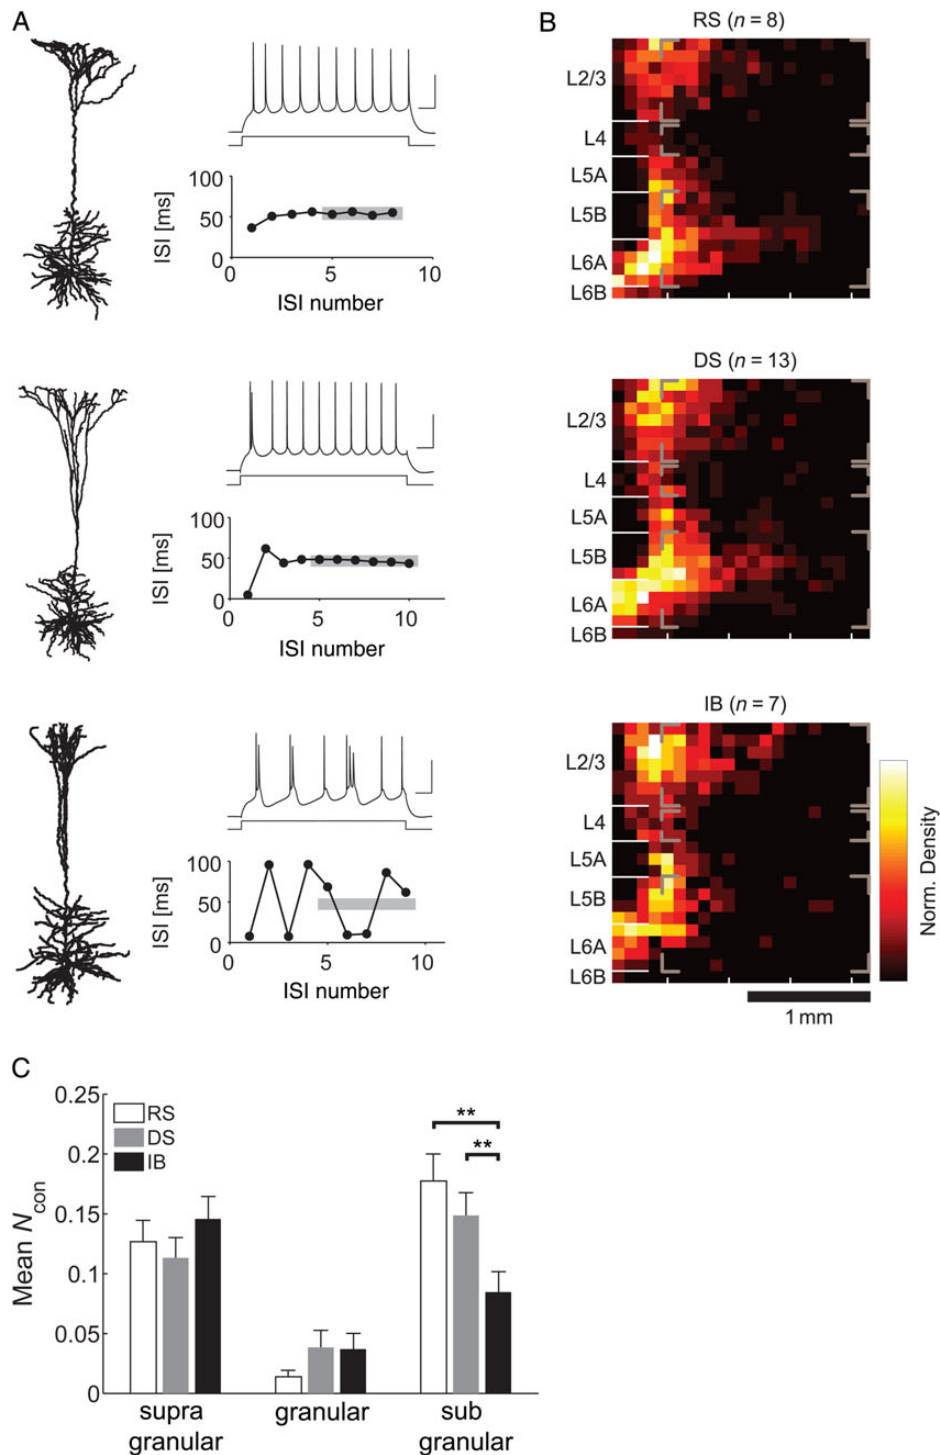 A
100
50
0
ISI [ms]
0
5
10
ISI number
100
50
0
ISI [ms]
0
5
10
ISI number
100
50
0
ISI [ms]
0
5
10
ISI number
B
RS (n = 8)
L2/3
L4
L5A
L5B
L6A
L6B
DS (n = 13)
L2/3
L4
L5A
L5B
L6A
L6B
IB (n = 7)
L2/3
L4
L5A
L5B
L6A
L6B
Norm. Density
1 mm
C
0.25
0.2
0.15
0.1
0.05
0
Mean Ncon
RS
DS
IB
**
**
supra
granular
granular
sub
granular